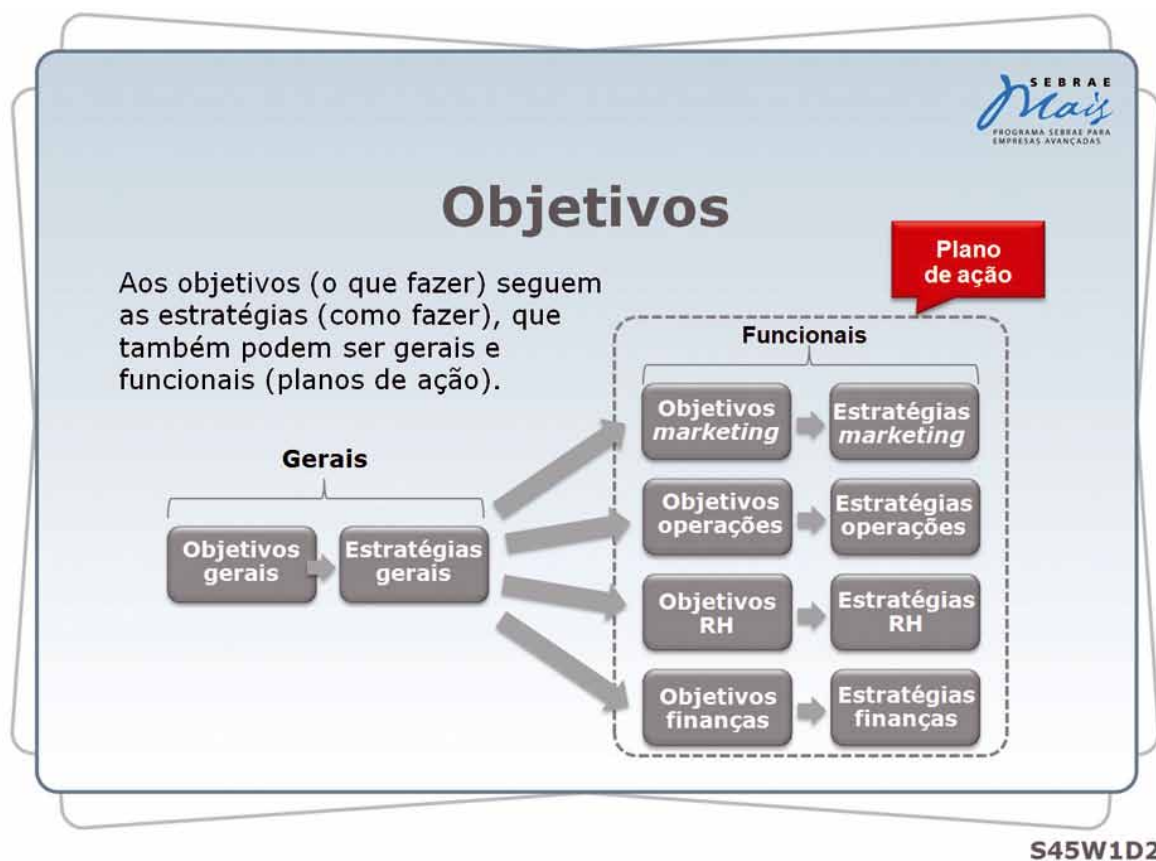 SEBRAE
Mais
PROGRAMA SEBRAE PARA
EMPRESAS AVANÇADAS
Objetivos
Plano
de ação
Aos objetivos (o que fazer) seguem
as estratégias (como fazer), que
também podem ser gerais e
funcionais (planos de ação).
Funcionais
Objetivos
marketing
Estratégias
marketing
Gerais
Objetivos
operações
Estratégias
operações
Objetivos
gerais
Estratégias
gerais
Objetivos
RH
Estratégias
RH
Objetivos
finanças
Estratégias
finanças
S45W1D2